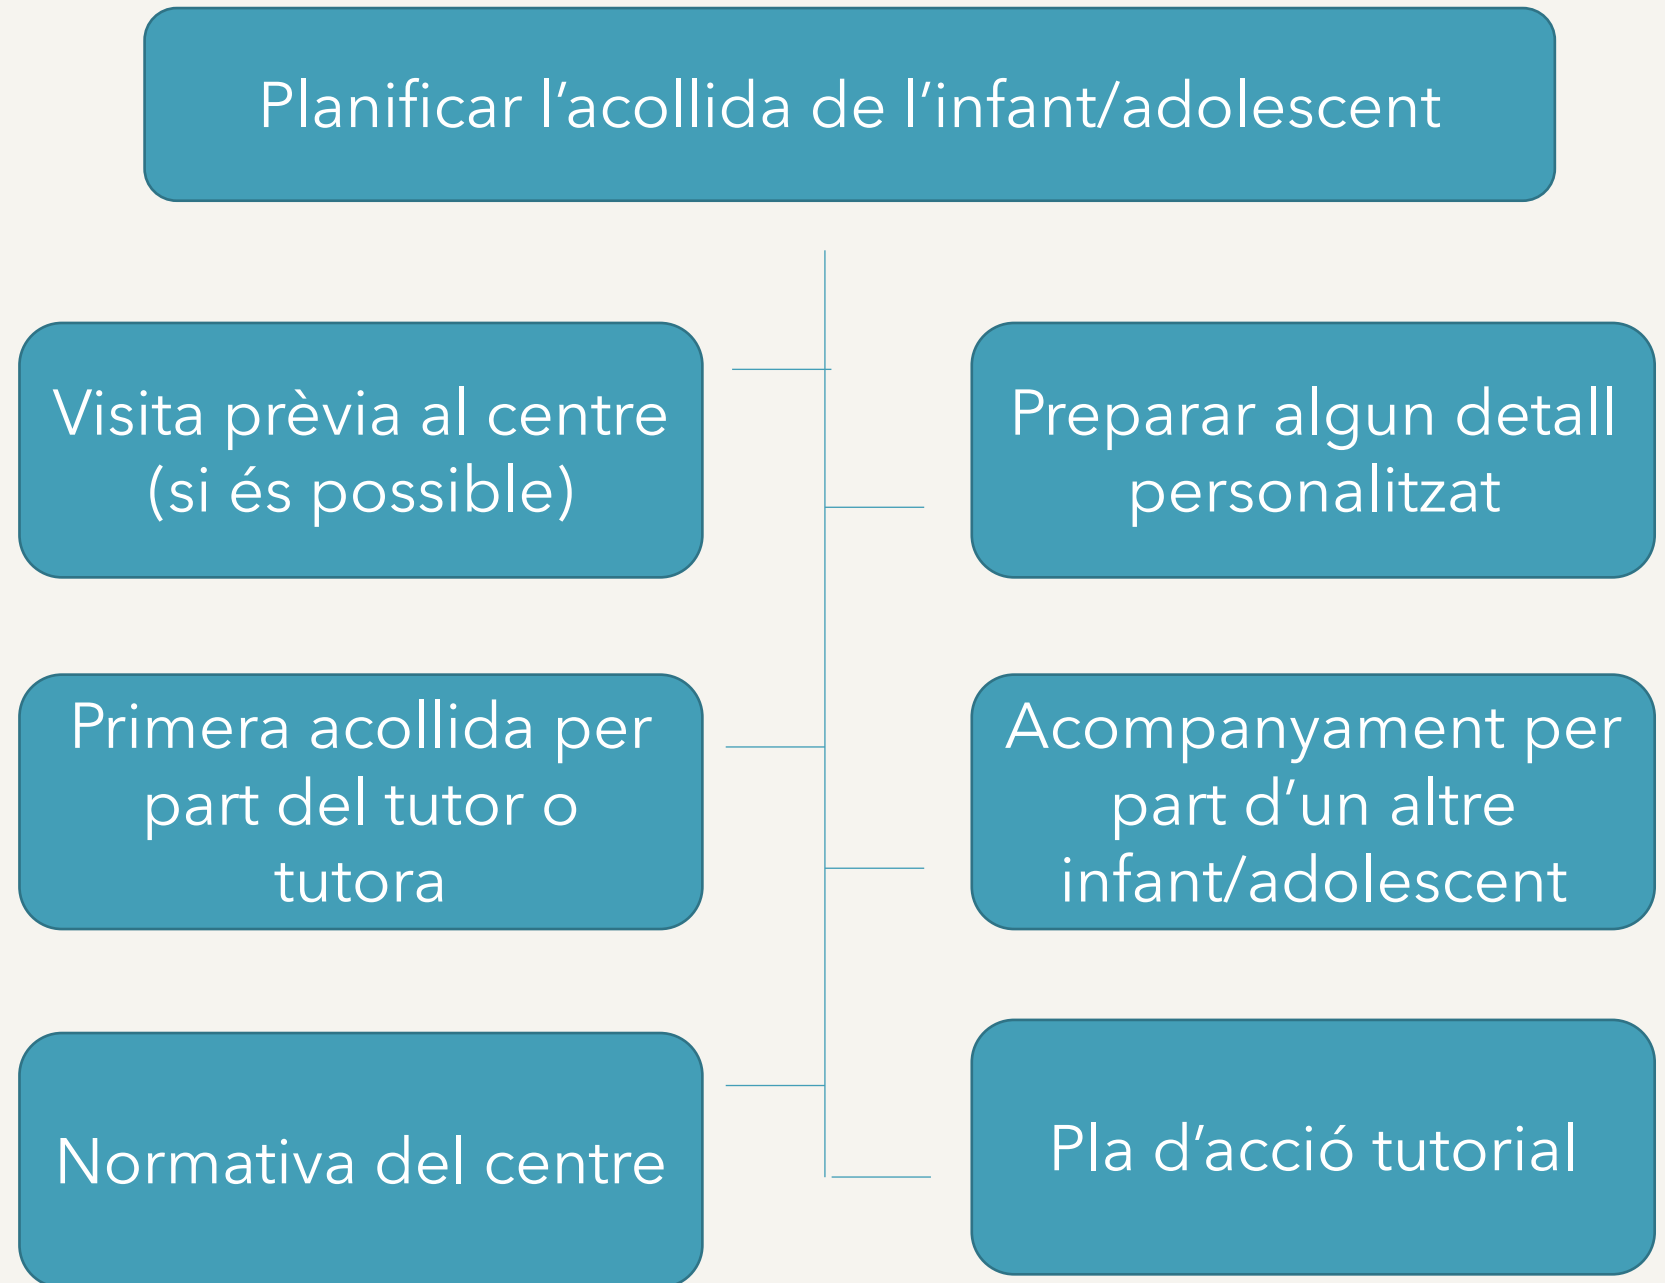 Planificar l’acollida de l’infant/adolescent
Visita prèvia al centre
(si és possible)
Preparar algun detall
personalitzat
Primera acollida per
part del tutor o
tutora
Acompanyament per
part d’un altre
infant/adolescent
Normativa del centre
Pla d’acció tutorial